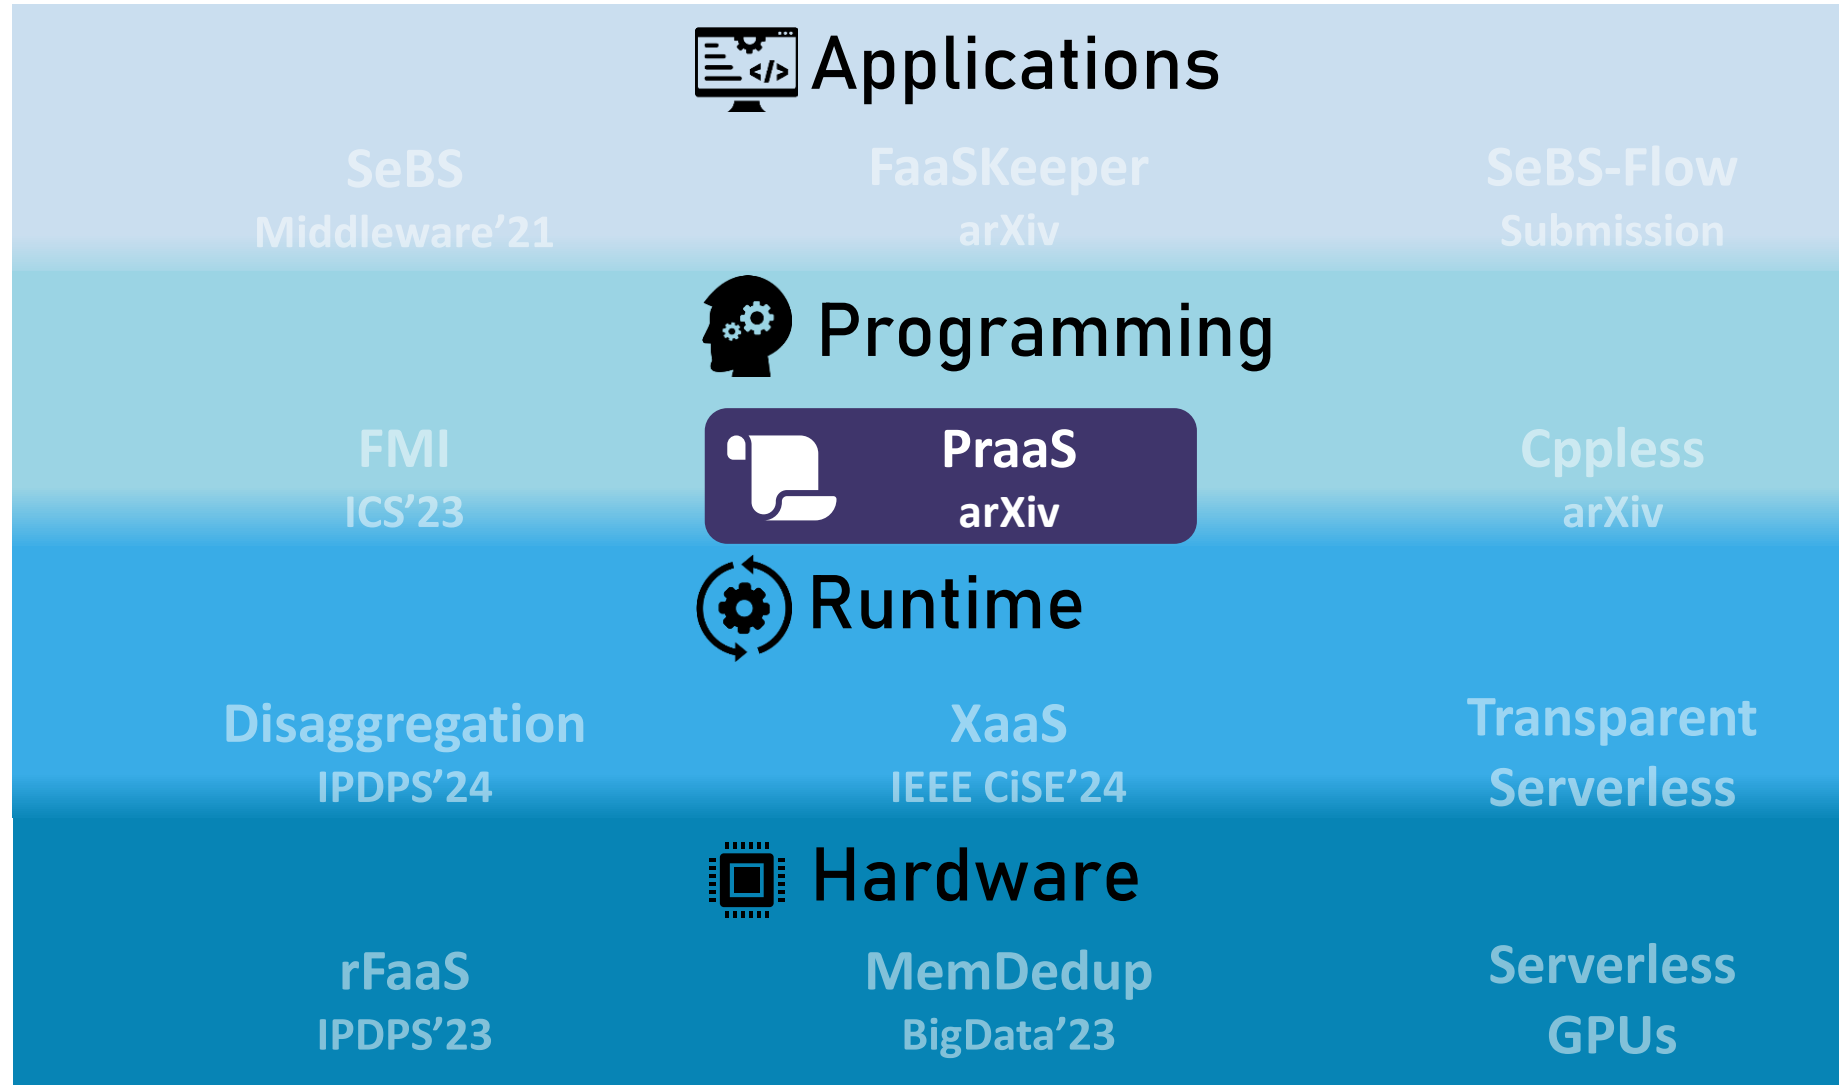 Applications
SeBS FaaSKeeper SeBS-Flow
Middleware’21 arXiv Submission
Programming
FMI PraaS Cppless
ICS’23 arXiv arXiv
Runtime
Disaggregation XaaS Transparent
IPDPS’24 IEEE CiSE’24 Serverless
Hardware
rFaaS MemDedup Serverless
IPDPS’23 BigData’23 GPUs